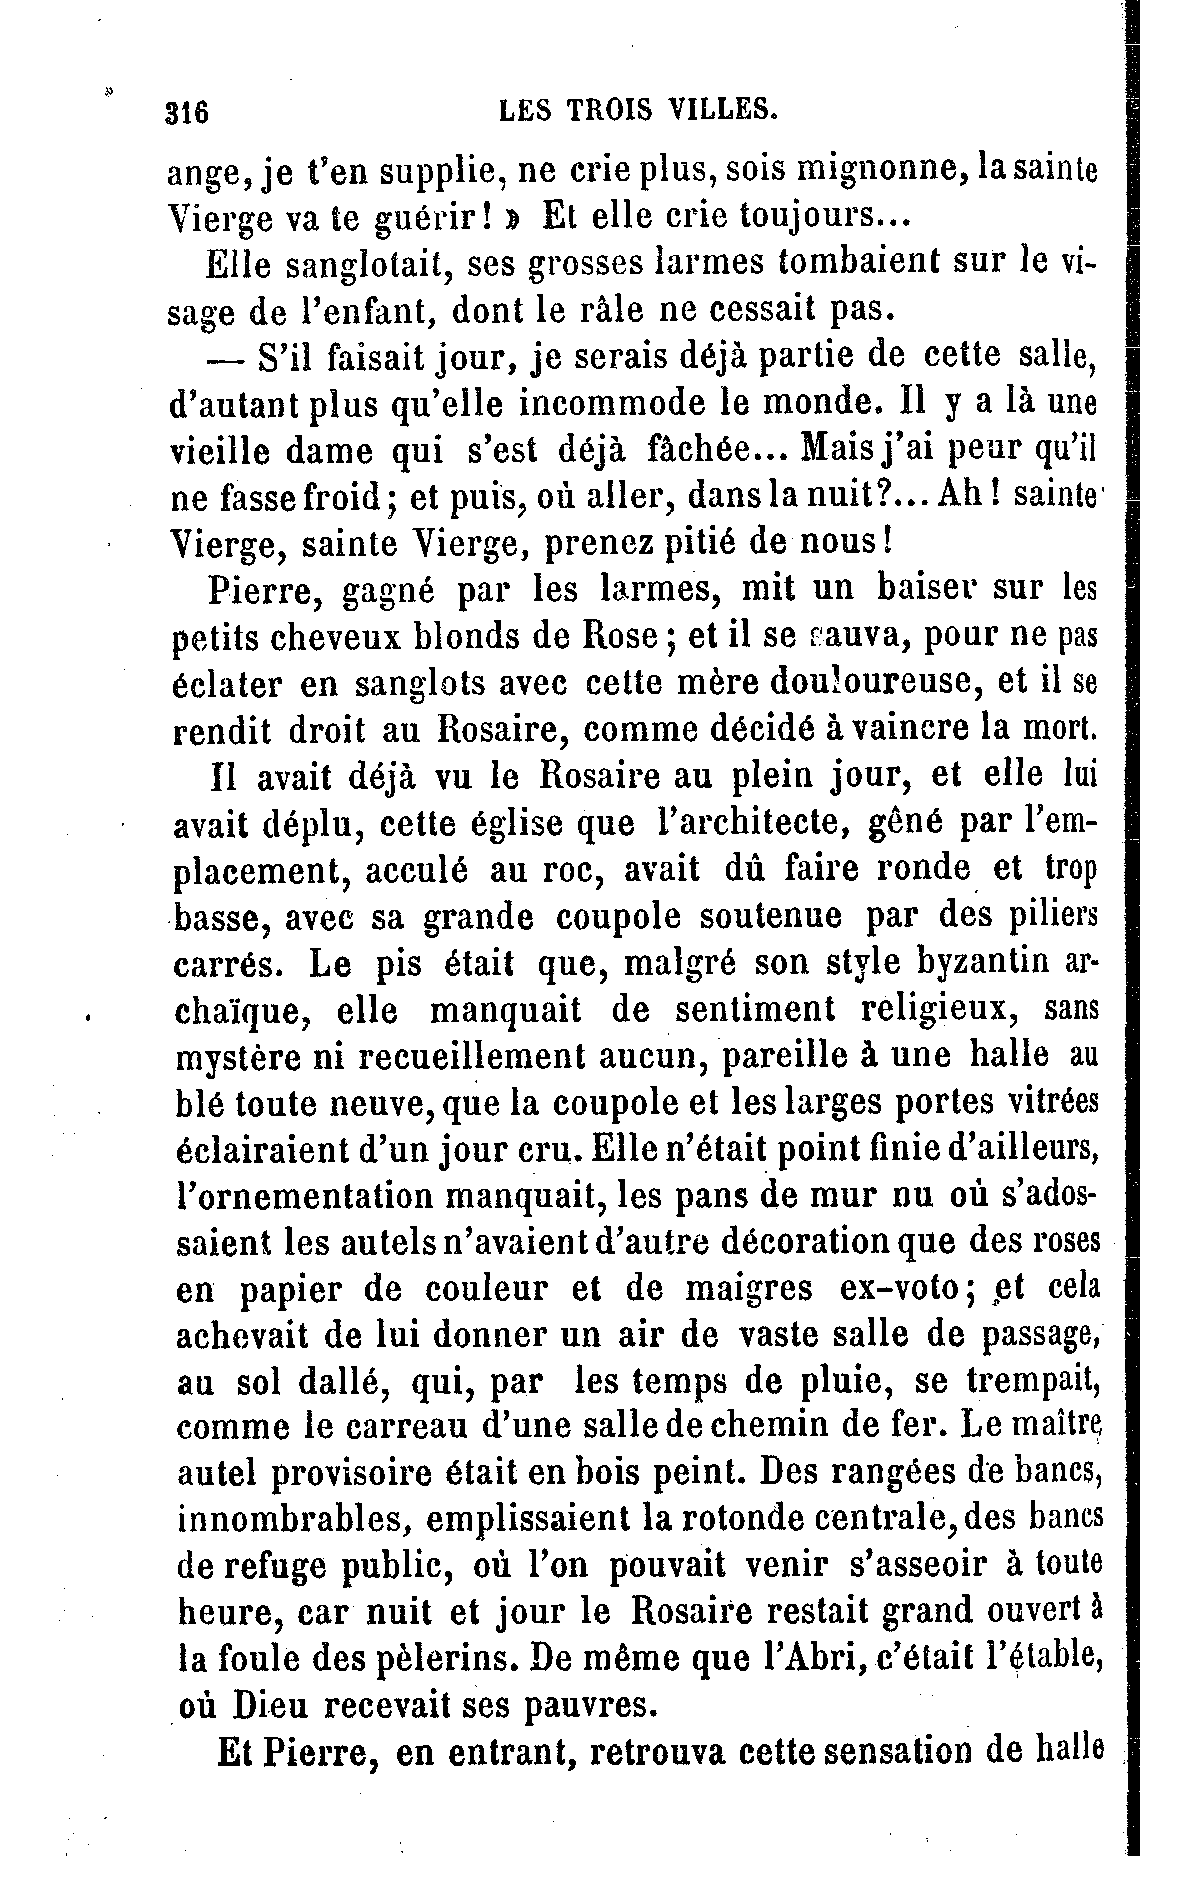 316 LES TROIS VILLES.
ange, je t'en supplie, ne crie plus, sois mignonne, la sainte
Vierge va te guérir! » Et elle crie toujours...
Elle sanglotait, ses grosses larmes tombaient sur le vi-
sage de l'enfant, dont le râle ne cessait pas.
— S'il faisait jour, je serais déjà partie de cette salle,
d'autant plus qu'elle incommode le monde. Il y a là une
vieille dame qui s'est déjà fâchée... Mais j'ai peur qu'il
ne fasse froid; et puis, où aller, dans la nuit?... Ah! sainte
Vierge, sainte Vierge, prenez pitié de nous!
Pierre, gagné par les larmes, mit un baiser sur les
petits cheveux blonds de Rose; et il se sauva, pour ne pas
éclater en sanglots avec cette mère douloureuse, et il se
rendit droit au Rosaire, comme décidé à vaincre la mort.
Il avait déjà vu le Rosaire au plein jour, et elle lui
avait déplu, cette église que l'architecte, gêné par l'em-
placement, acculé au roc, avait dû faire ronde et trop
basse, avec sa grande coupole soutenue par des piliers
carrés. Le pis était que, malgré son style byzantin ar-
chaïque, elle manquait de sentiment religieux, sans
mystère ni recueillement aucun, pareille à une halle au
blé toute neuve, que la coupole et les larges portes vitrées
éclairaient d'un jour cru. Elle n'était point finie d'ailleurs,
l'ornementation manquait, les pans de mur nu où s'ados-
saient les autels n'avaient d'autre décoration que des roses
en papier de couleur et de maigres ex-voto; et cela
achevait de lui donner un air de vaste salle de passage,
au sol dallé, qui, par les temps de pluie, se trempait,
comme le carreau d'une salle de chemin de fer. Le maître
autel provisoire était en bois peint. Des rangées de bancs,
innombrables, emplissaient la rotonde centrale, des bancs
de refuge public, où l'on pouvait venir s'asseoir à toute
heure, car nuit et jour le Rosaire restait grand ouvert à
la foule des pèlerins. De même que l'Abri, c'était l'étable,
où Dieu recevait ses pauvres.
Et Pierre, en entrant, retrouva cette sensation de halle